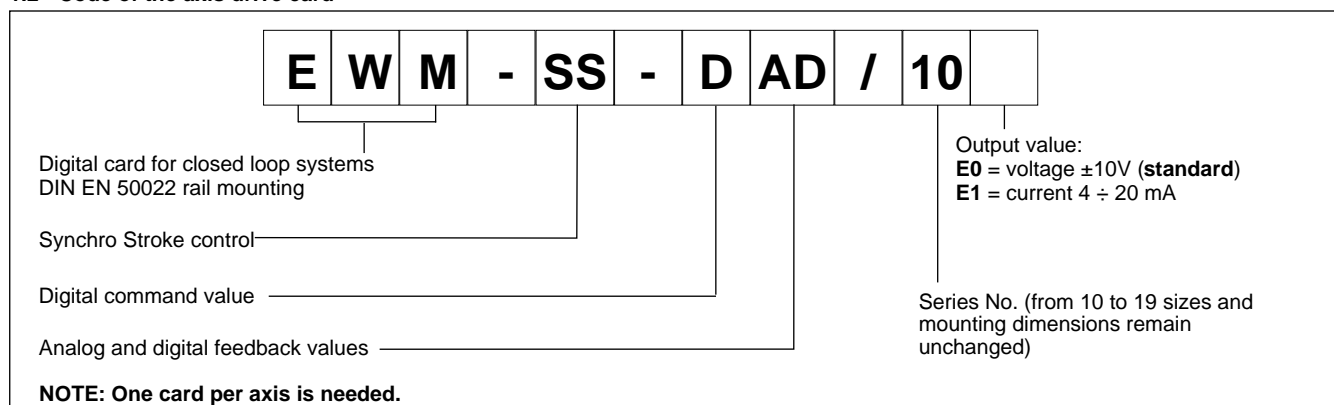 E W M - SS - D AD / 10
Digital card for closed loop systems
DIN EN 50022 rail mounting
Synchro Stroke control
Digital command value
Analog and digital feedback values
NOTE: One card per axis is needed.
Output value:
E0 = voltage ±10V (standard)
E1 = current 4 ÷ 20 mA
Series No. (from 10 to 19 sizes and
mounting dimensions remain
unchanged)